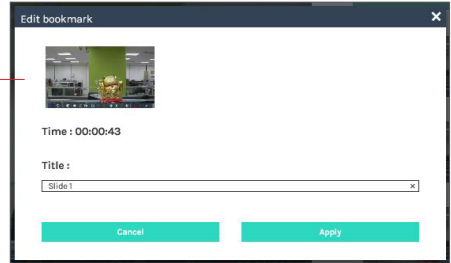 Edit bookmark
Time : 00:00:43
Title :
Slide 1
Cancel
Apply